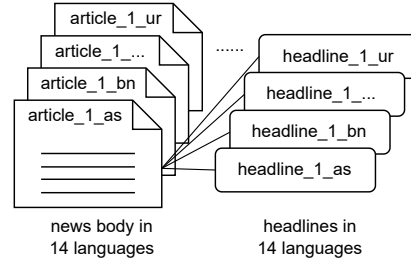 article_1_ur
article_1_...
article_1_bn
article_1_as
......
headline_1_ur
headline_1_...
headline_1_bn
headline_1_as
news body in
14 languages
headlines in
14 languages